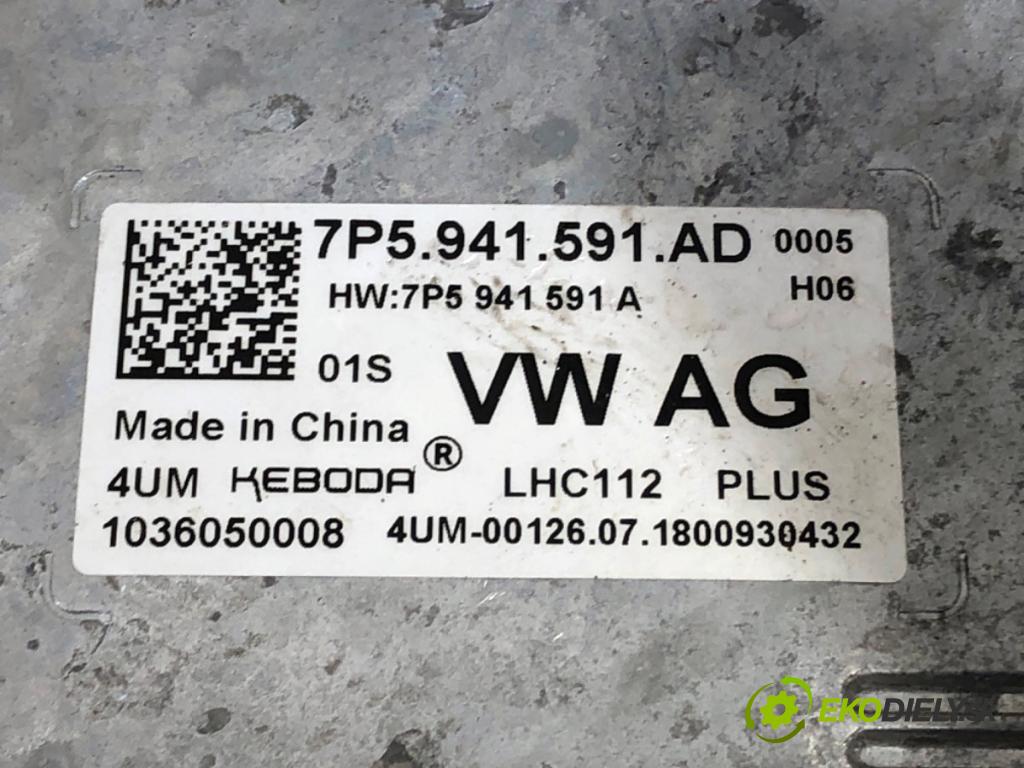 7P5.941.591.AD 0005
HW:7P5 941 591 A H06
01S VW AG
Made in China
4UM KEBODA® LHC112 PLUS
1036050008 4UM-00126.07.1800930432
EKODIELY.SK